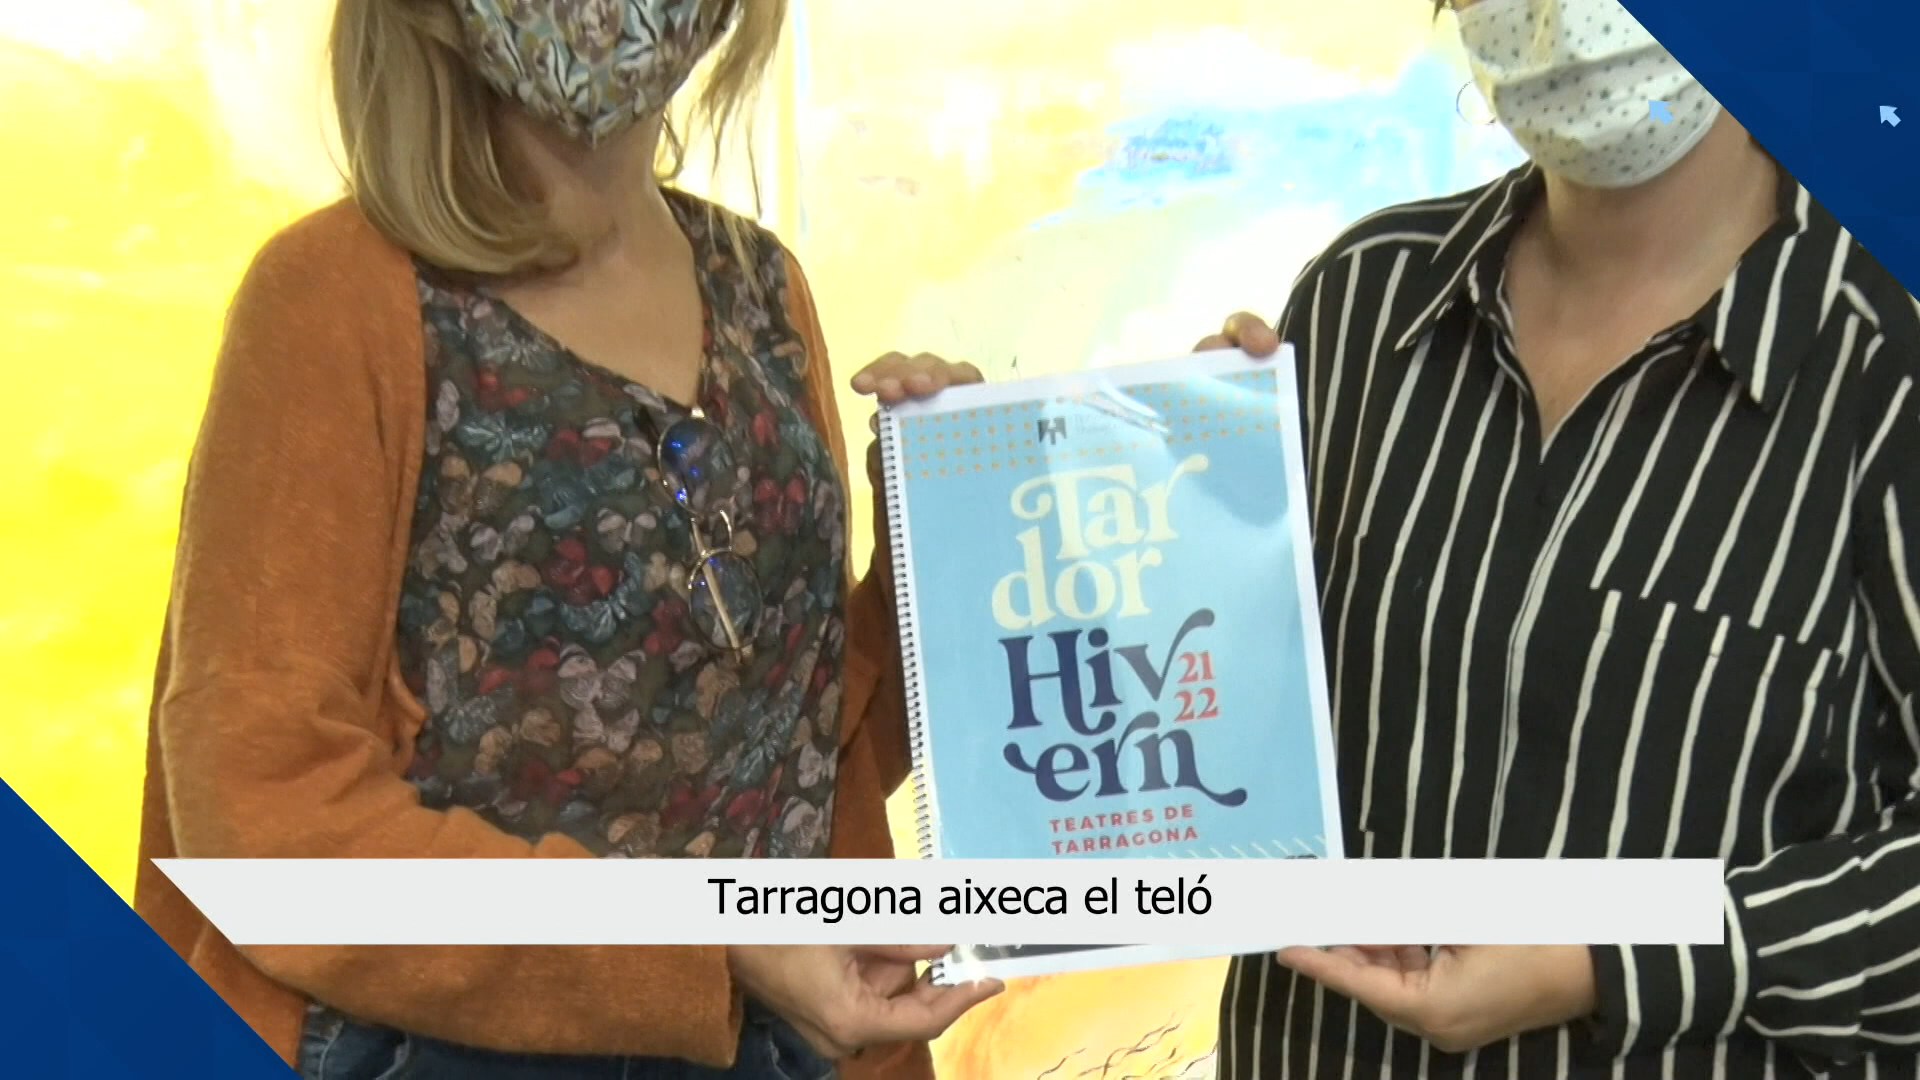 Tar
dor
Hiv
21
22
ern
TEATRES DE
TARRAGONA
Tarragona aixeca el teló